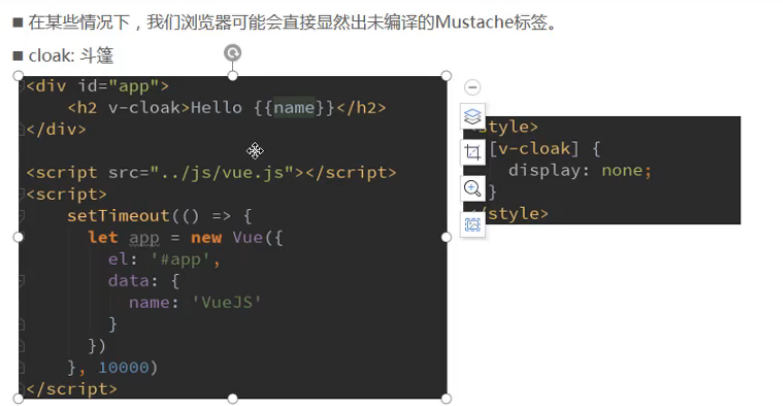 在某些情况下，我们浏览器可能会直接显然出未编译的Mustache标签。
cloak: 斗篷
<div id="app">
    <h2 v-cloak>Hello {{name}}</h2>
</div>
<script src="../js/vue.js"></script>
<script>
    setTimeout(() => {
      let app = new Vue({
        el: '#app',
        data: {
          name: 'VueJS'
        }
      })
    }, 10000)
</script>
style>
  [v-cloak] {
    display: none;
  }
/style>